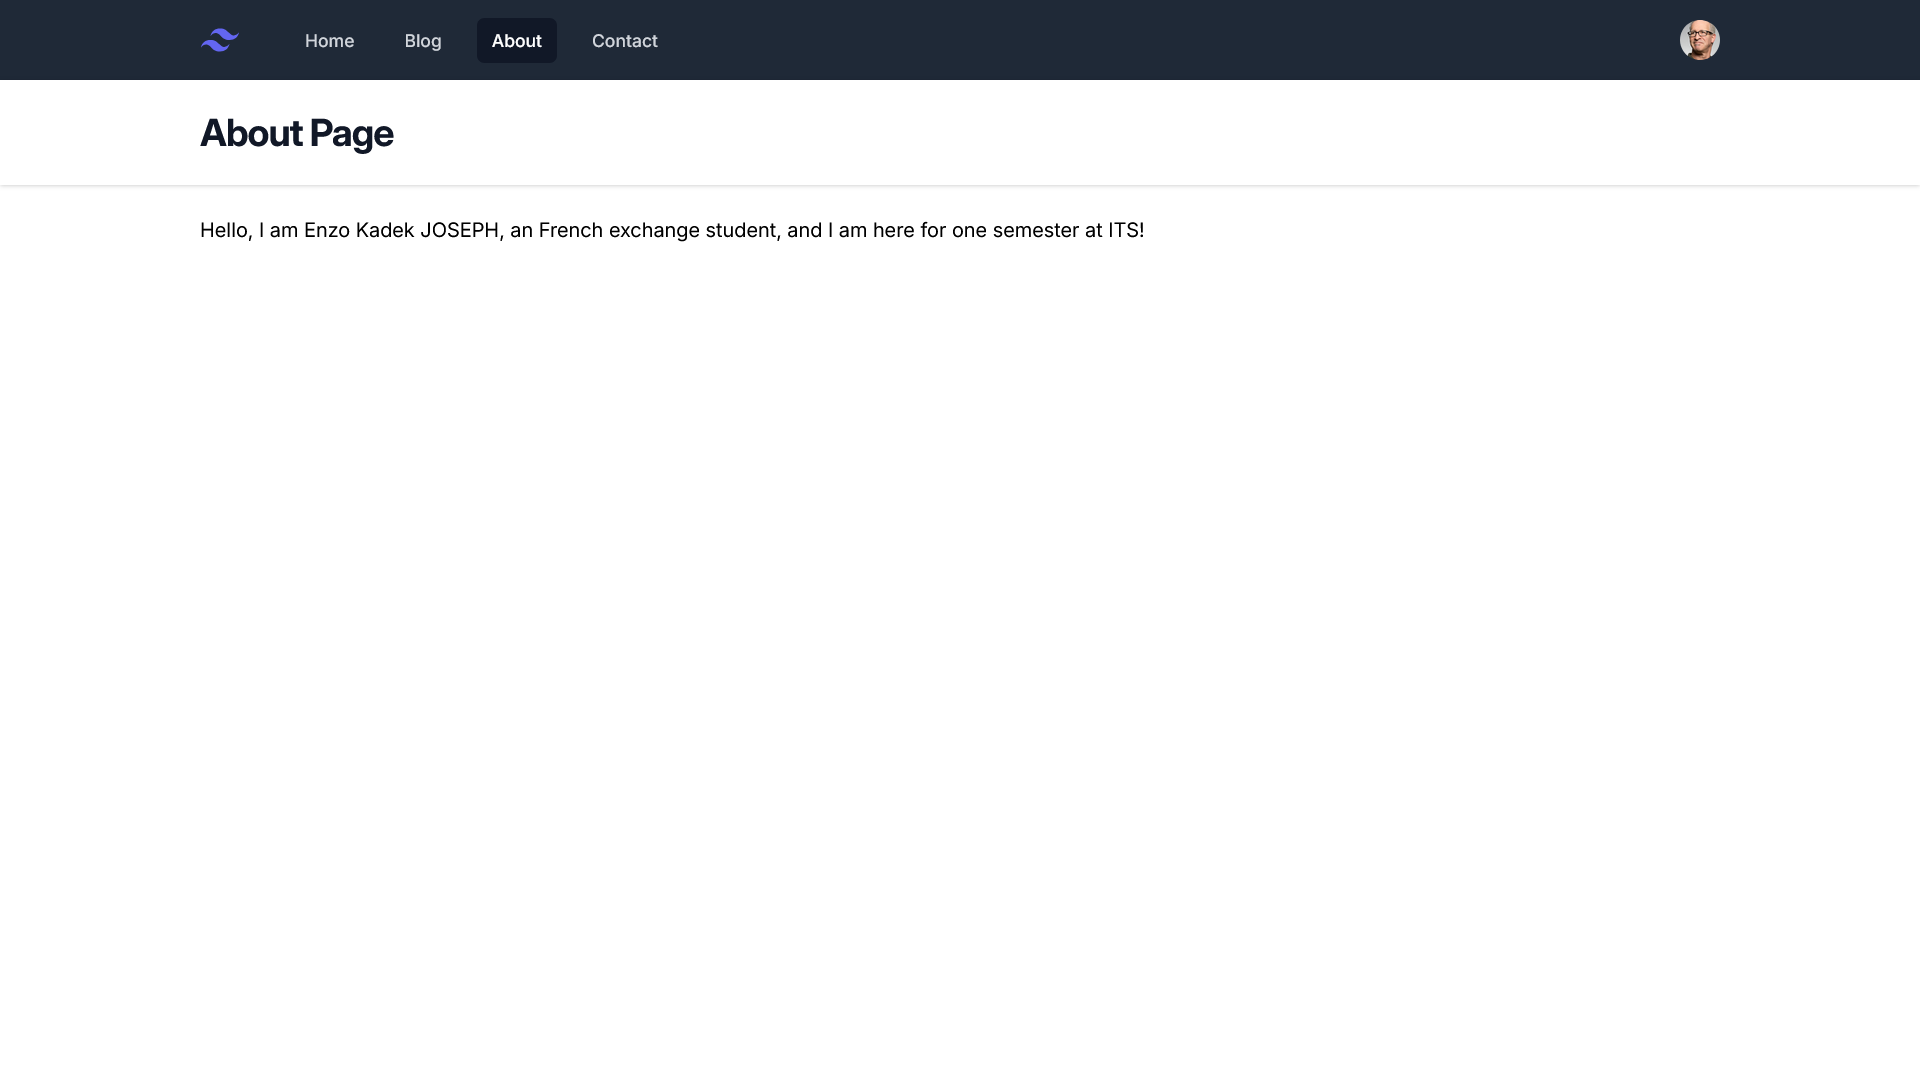 Home
Blog
About
Contact
About Page
Hello, I am Enzo Kadek JOSEPH, an French exchange student, and I am here for one semester at ITS!